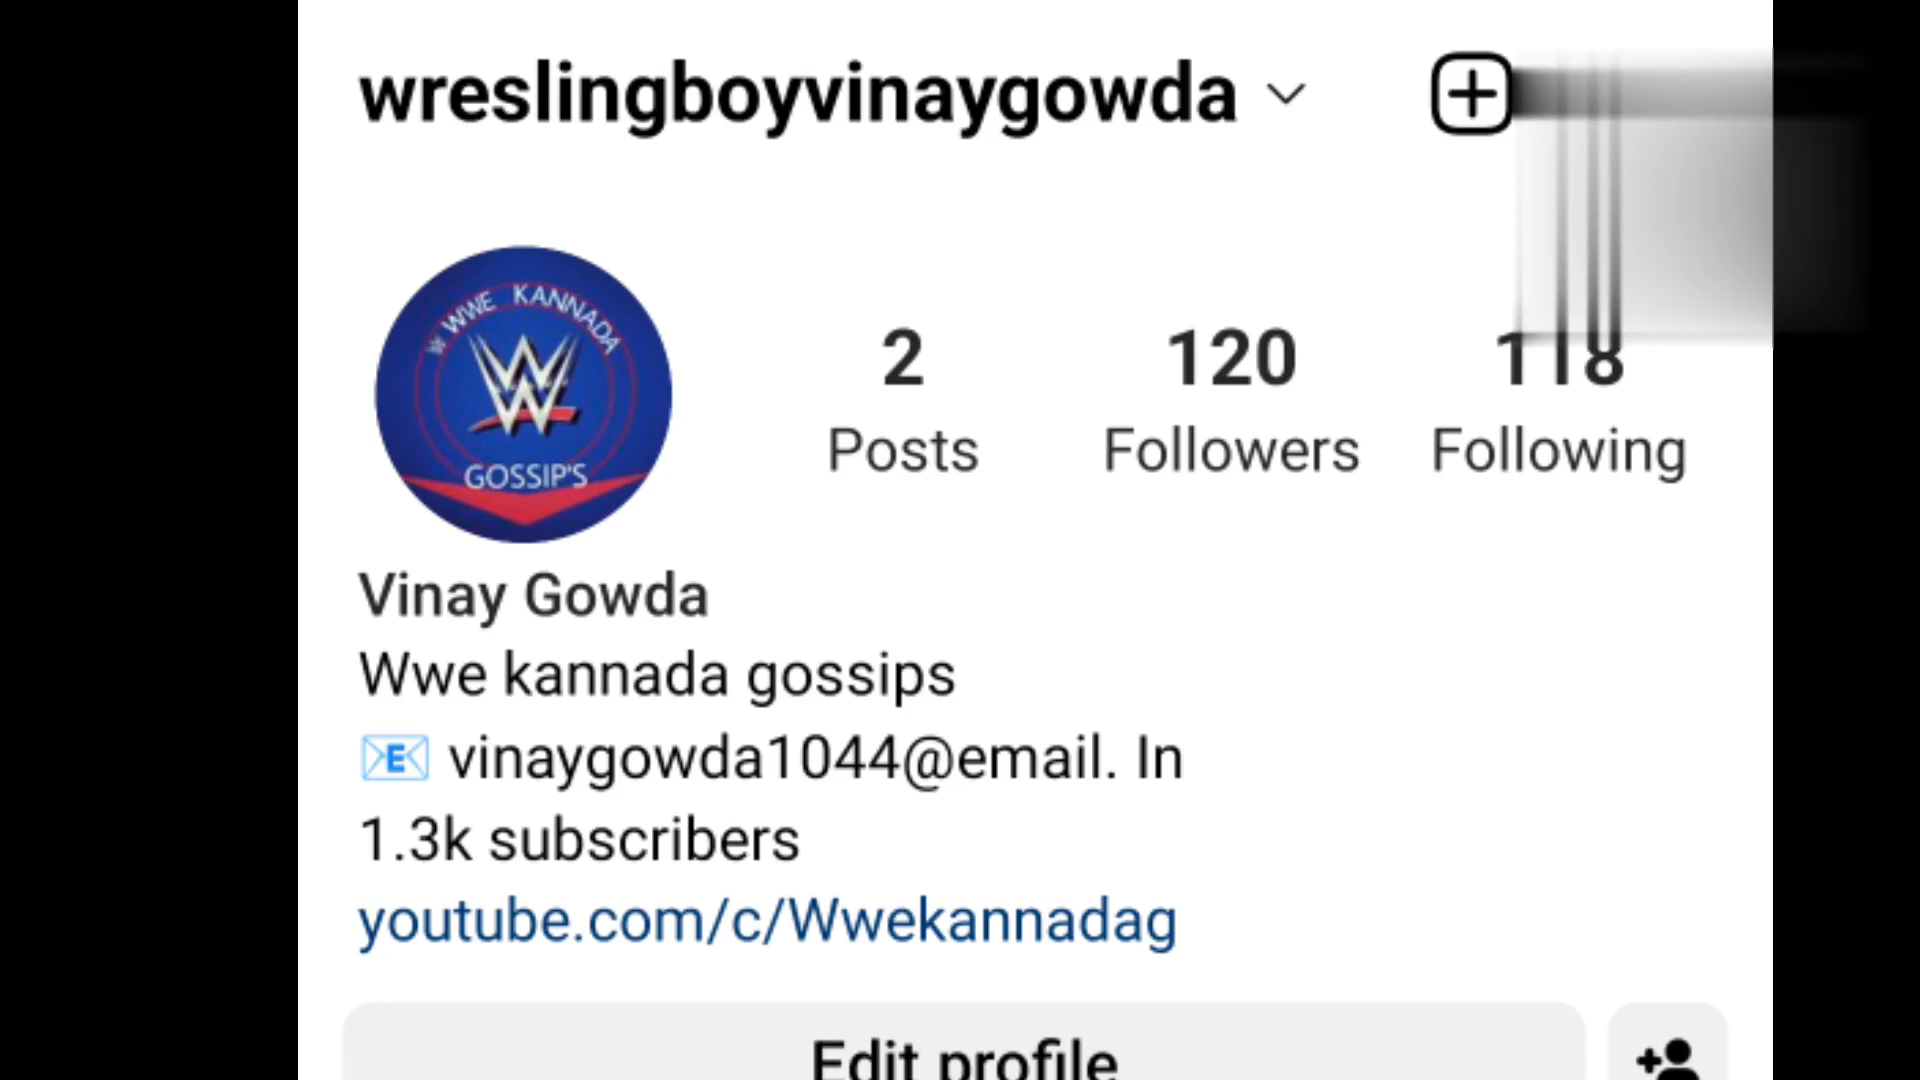 wreslingboyvinaygowda
WWE KANNADA
GOSSIP'S
2
120
118
Posts
Followers
Following
Vinay Gowda
Wwe kannada gossips
📧 vinaygowda1044@email. In
1.3k subscribers
youtube.com/c/Wwekannadag
Edit profile